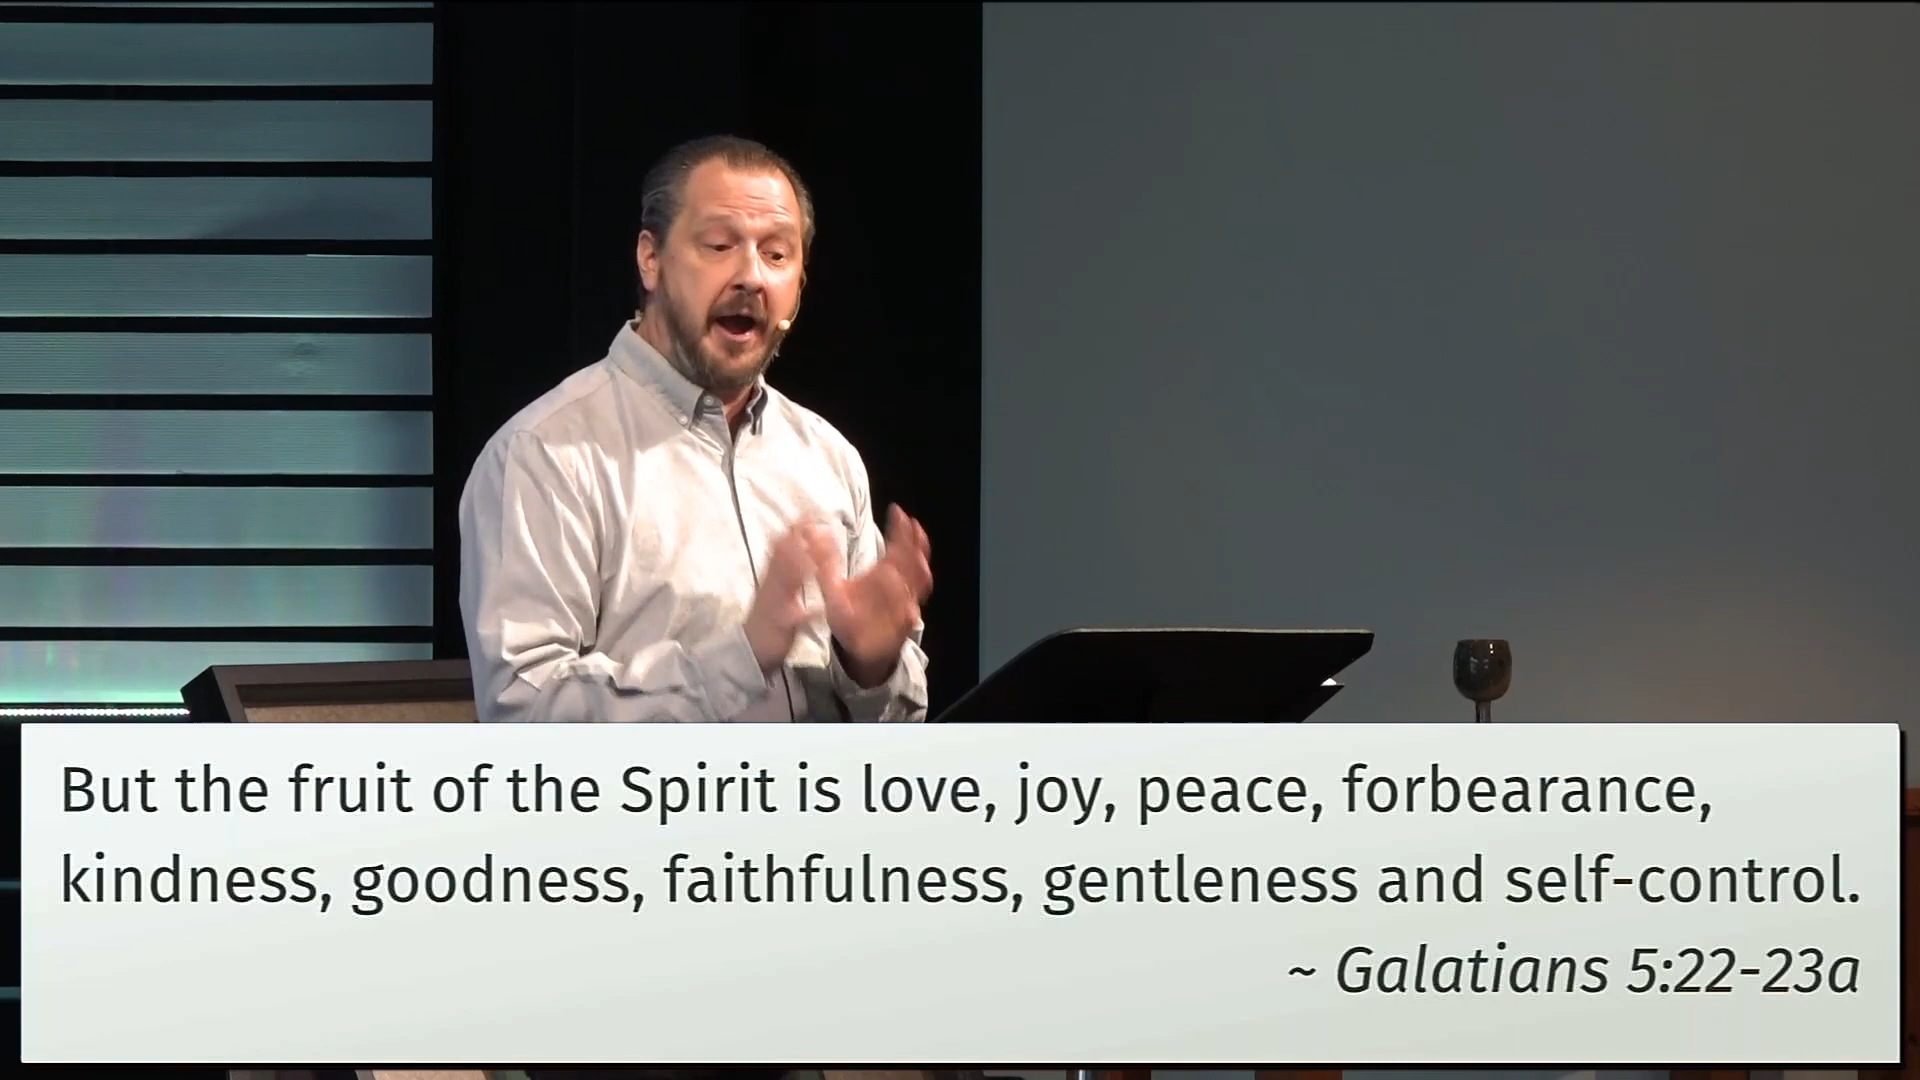 But the fruit of the Spirit is love, joy, peace, forbearance,
kindness, goodness, faithfulness, gentleness and self-control.
~ Galatians 5:22-23a